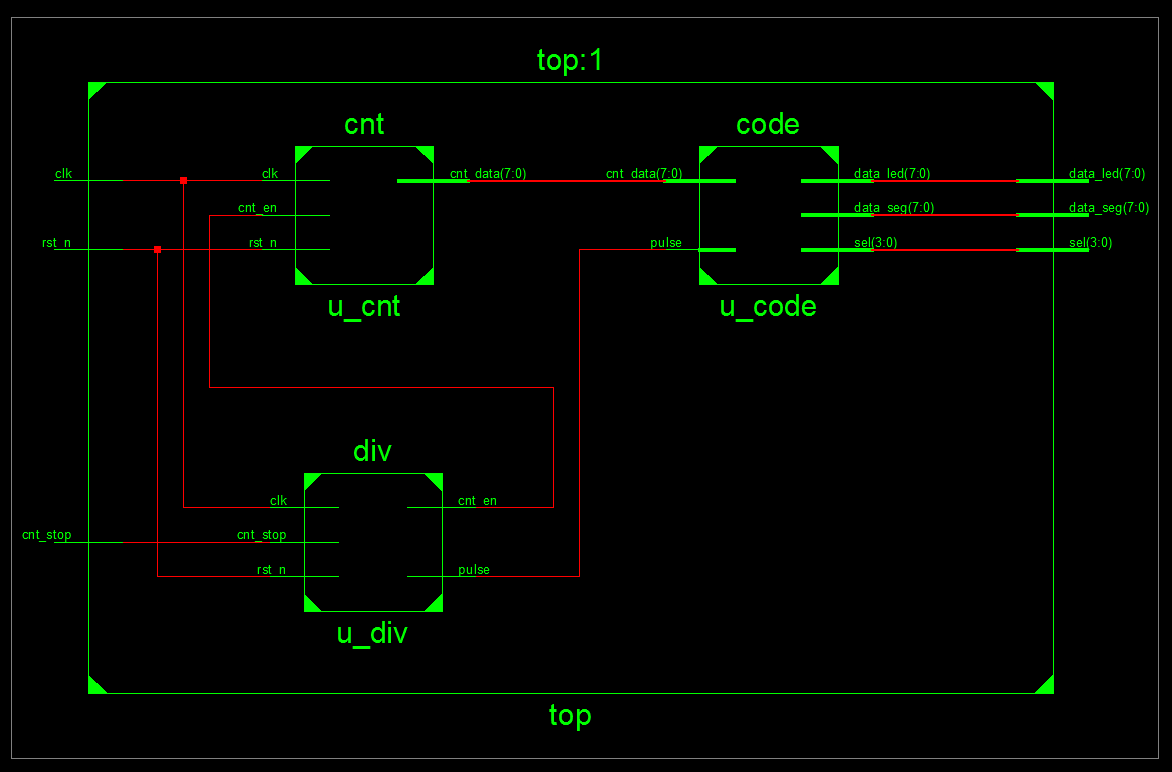 top:1
cnt
code
clk
clk
cnt_data(7:0)
cnt_data(7:0)
data_led(7:0)
data_led(7:0)
cnt_en
data_seg(7:0)
data_seg(7:0)
rst_n
rst_n
pulse
sel(3:0)
sel(3:0)
u_cnt
u_code
div
clk
cnt_en
cnt_stop
cnt_stop
rst_n
pulse
u_div
top